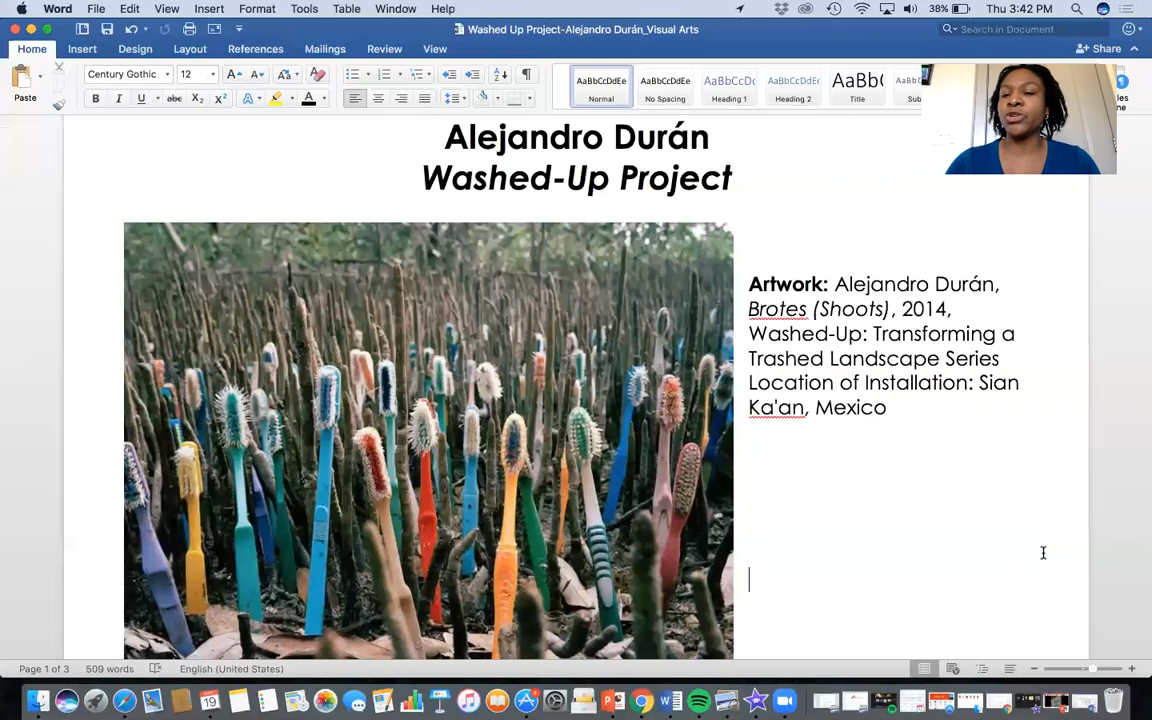 Word File Edit View Insert Format Tools Table Window Help 38% Thu 3:42 PM
Washed Up Project-Alejandro Durán_Visual Arts
Search in Document
Home Insert Design Layout References Mailings Review View
Share
Century Gothic 12
AaBbCcDdEe AaBbCcDdEe AaBbCcDc AaBbCcDdEe AaBbC
Paste
Normal No Spacing Heading 1 Heading 2 Title
Alejandro Durán
Washed-Up Project
Artwork: Alejandro Durán,
Brotes (Shoots), 2014,
Washed-Up: Transforming a
Trashed Landscape Series
Location of Installation: Sian
Ka'an, Mexico
Page 1 of 3 509 words English (United States)